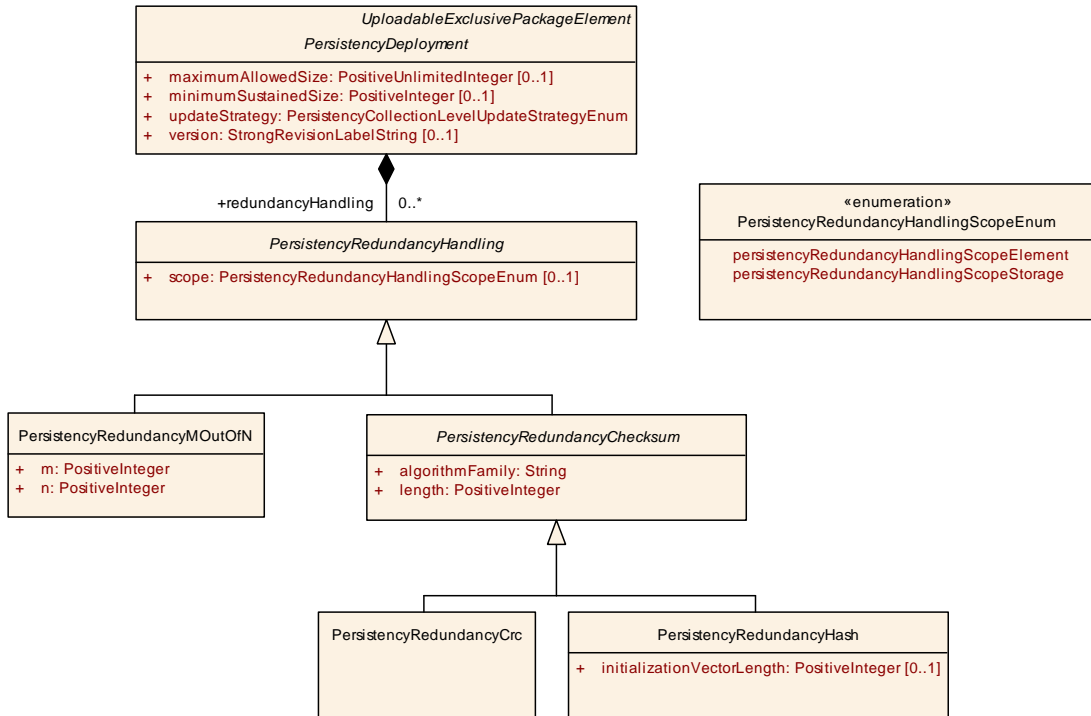 UploadableExclusivePackageElement
PersistencyDeployment
+ maximumAllowedSize: PositiveUnlimitedInteger [0..1]
+ minimumSustainedSize: PositiveInteger [0..1]
+ updateStrategy: PersistencyCollectionLevelUpdateStrategyEnum
+ version: StrongRevisionLabelString [0..1]
+redundancyHandling 0..*
«enumeration»
PersistencyRedundancyHandlingScopeEnum
persistencyRedundancyHandlingScopeElement
persistencyRedundancyHandlingScopeStorage
PersistencyRedundancyHandling
+ scope: PersistencyRedundancyHandlingScopeEnum [0..1]
PersistencyRedundancyMOutOfN
+ m: PositiveInteger
+ n: PositiveInteger
PersistencyRedundancyChecksum
+ algorithmFamily: String
+ length: PositiveInteger
PersistencyRedundancyCrc
PersistencyRedundancyHash
+ initializationVectorLength: PositiveInteger [0..1]